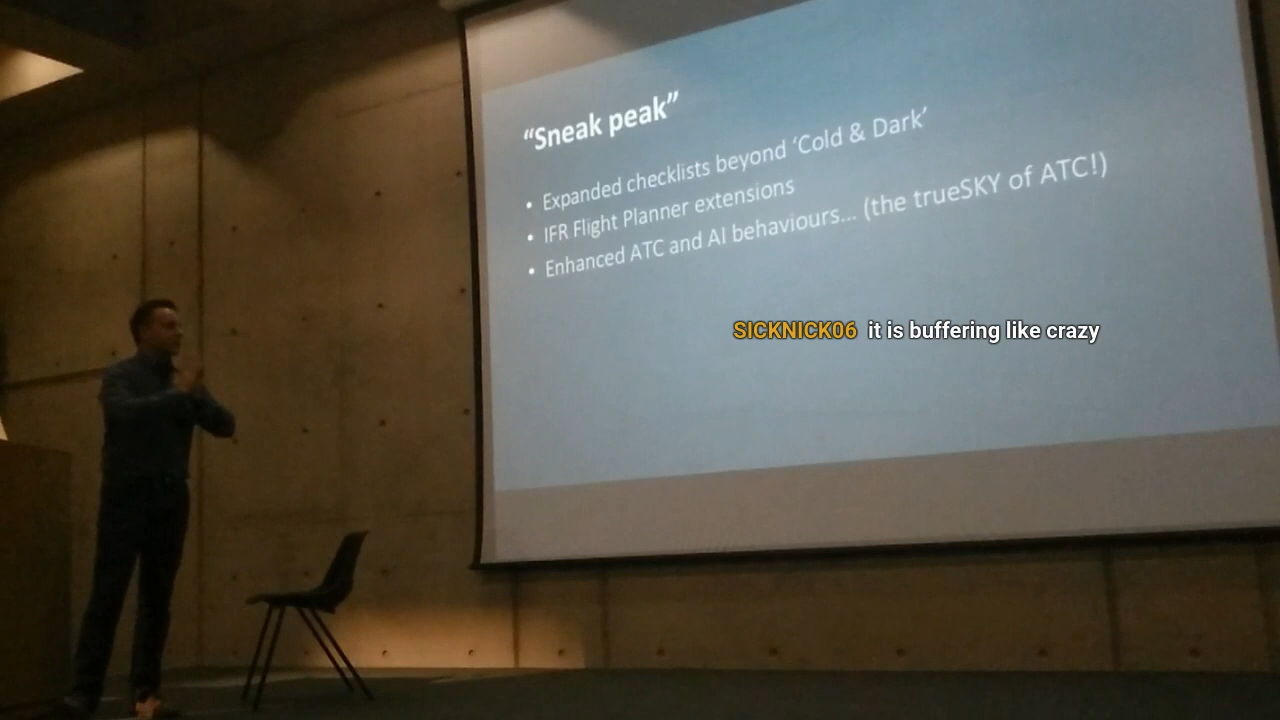 “Sneak peak”
• Expanded checklists beyond ‘Cold & Dark’
• IFR Flight Planner extensions
• Enhanced ATC and AI behaviours... (the trueSKY of ATC!)
SICKNICK06 it is buffering like crazy